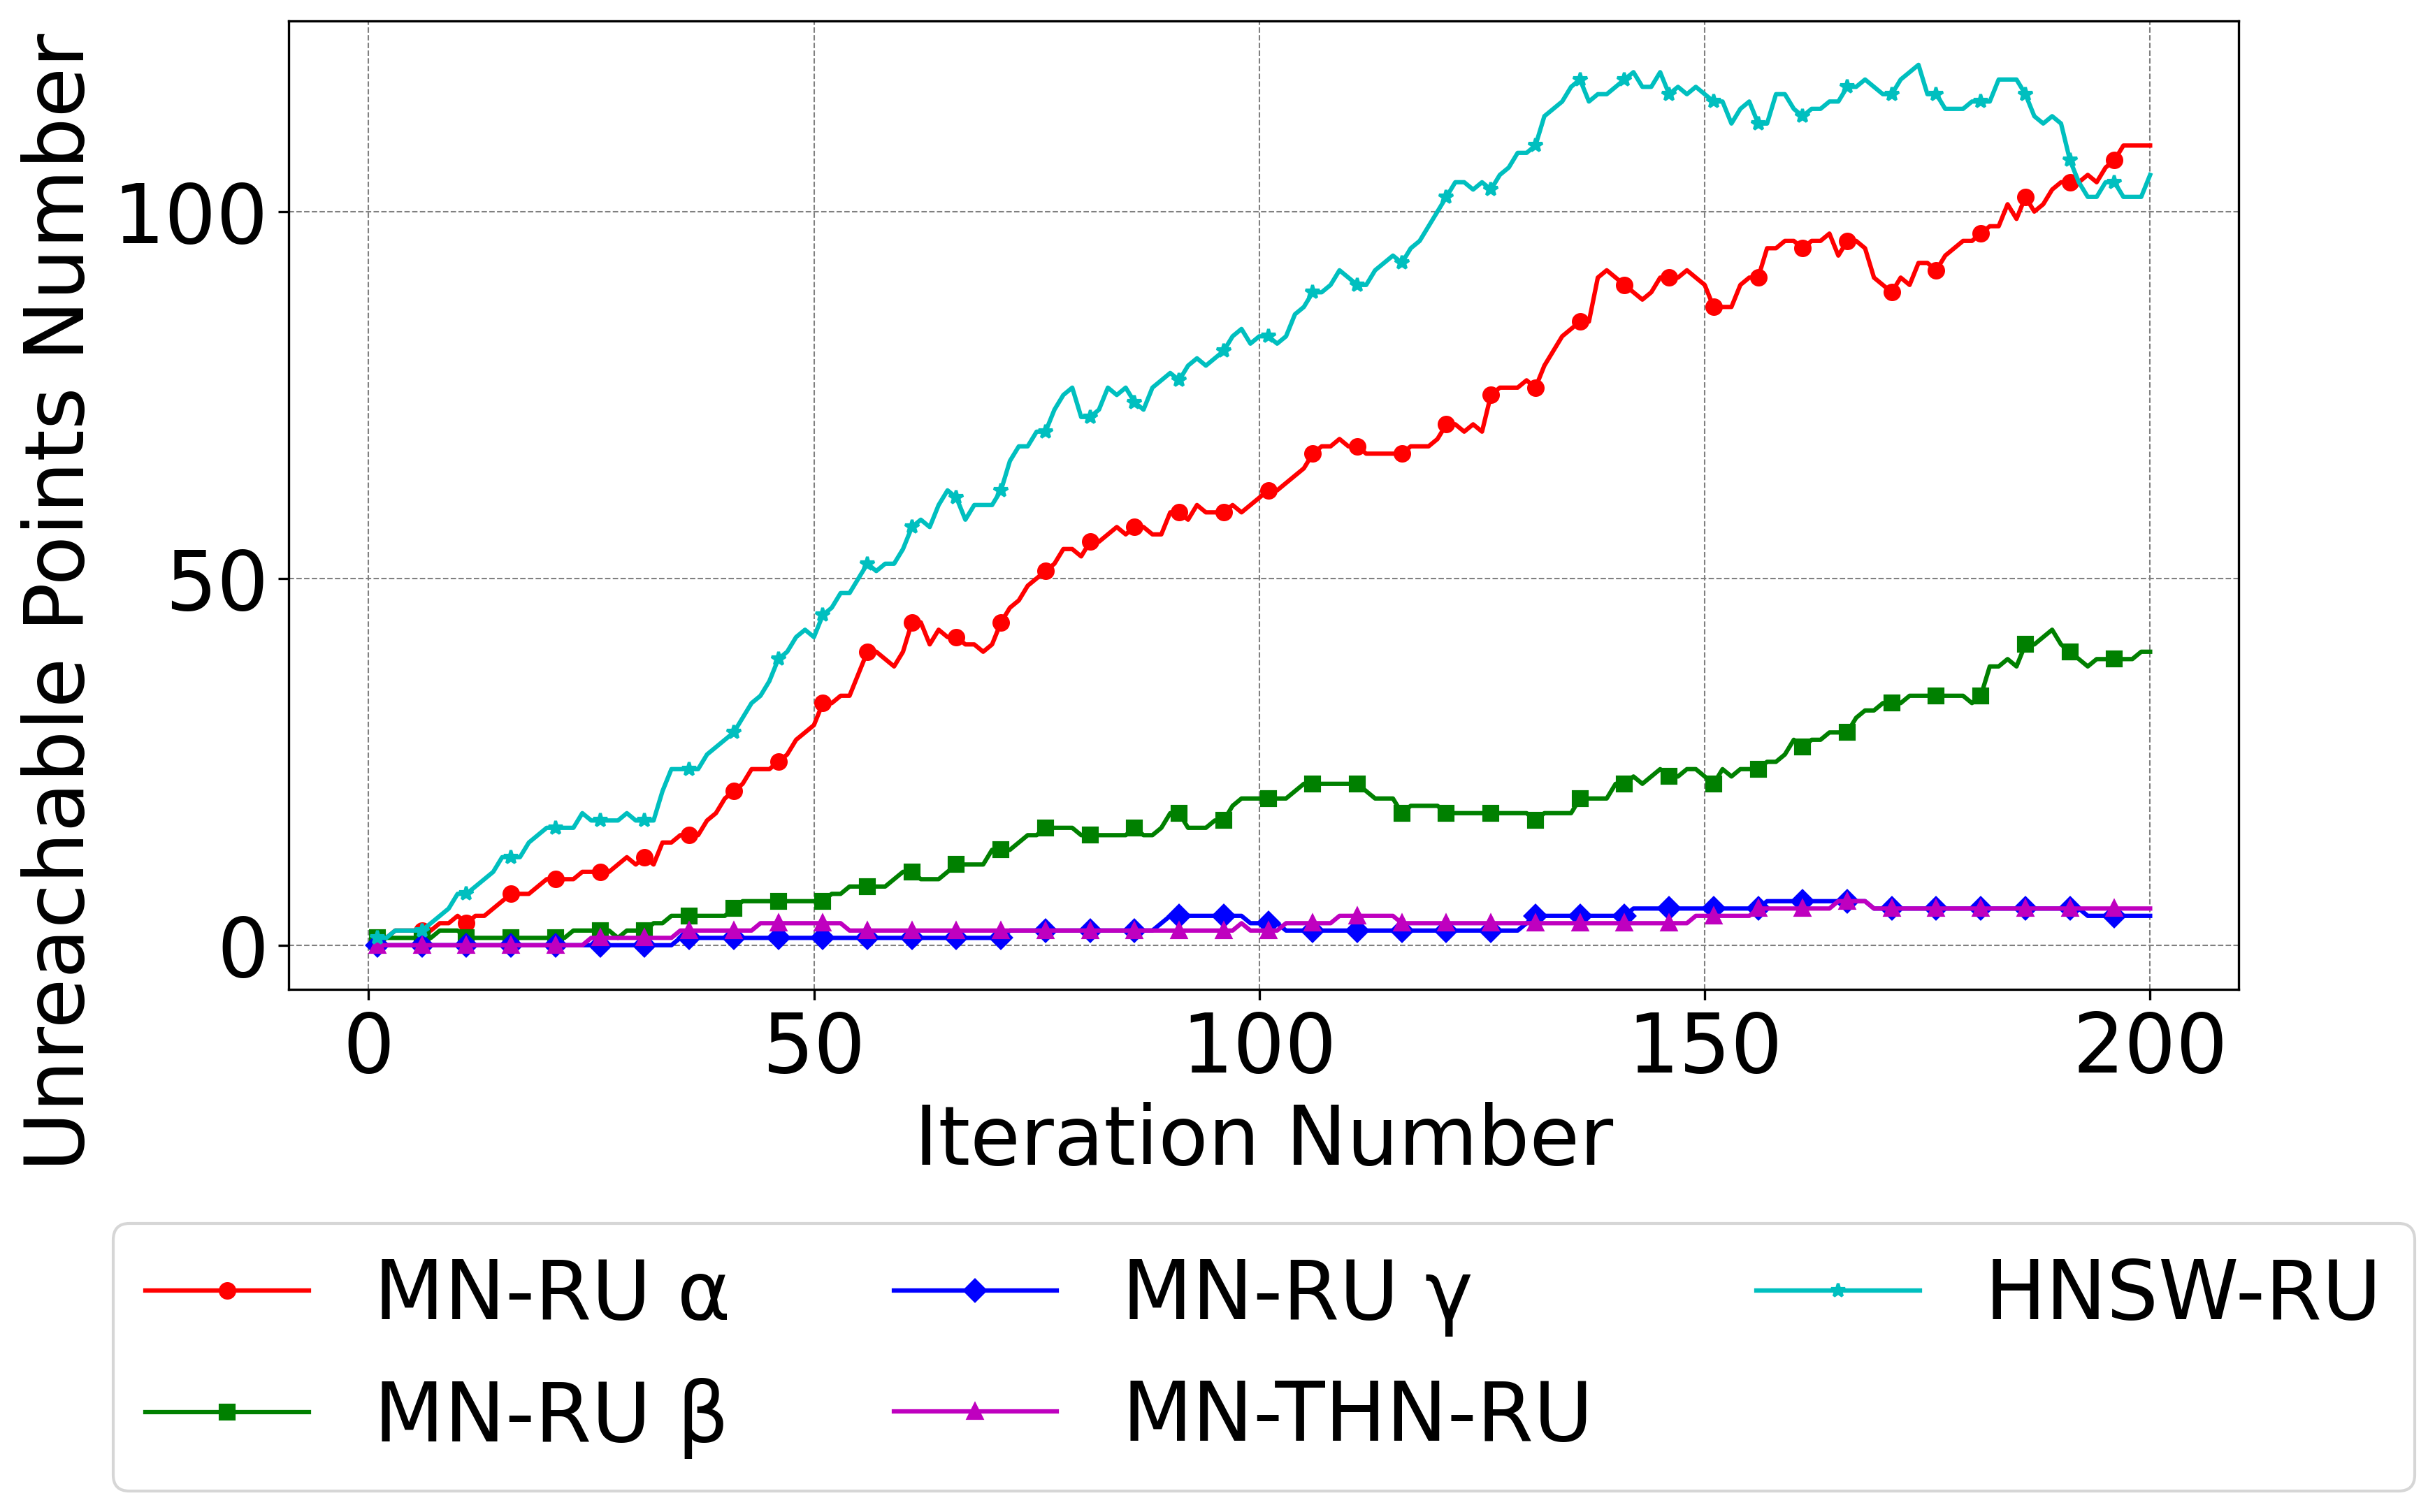 Unreachable Points Number
100
50
0
0 50 100 150 200
Iteration Number
MN-RU α MN-RU γ HNSW-RU
MN-RU β MN-THN-RU